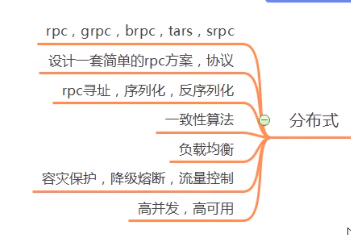 rpc，grpc，brpc，tars，srpc
设计一套简单的rpc方案，协议
rpc寻址，序列化，反序列化
一致性算法
负载均衡
容灾保护，降级熔断，流量控制
高并发，高可用
分布式